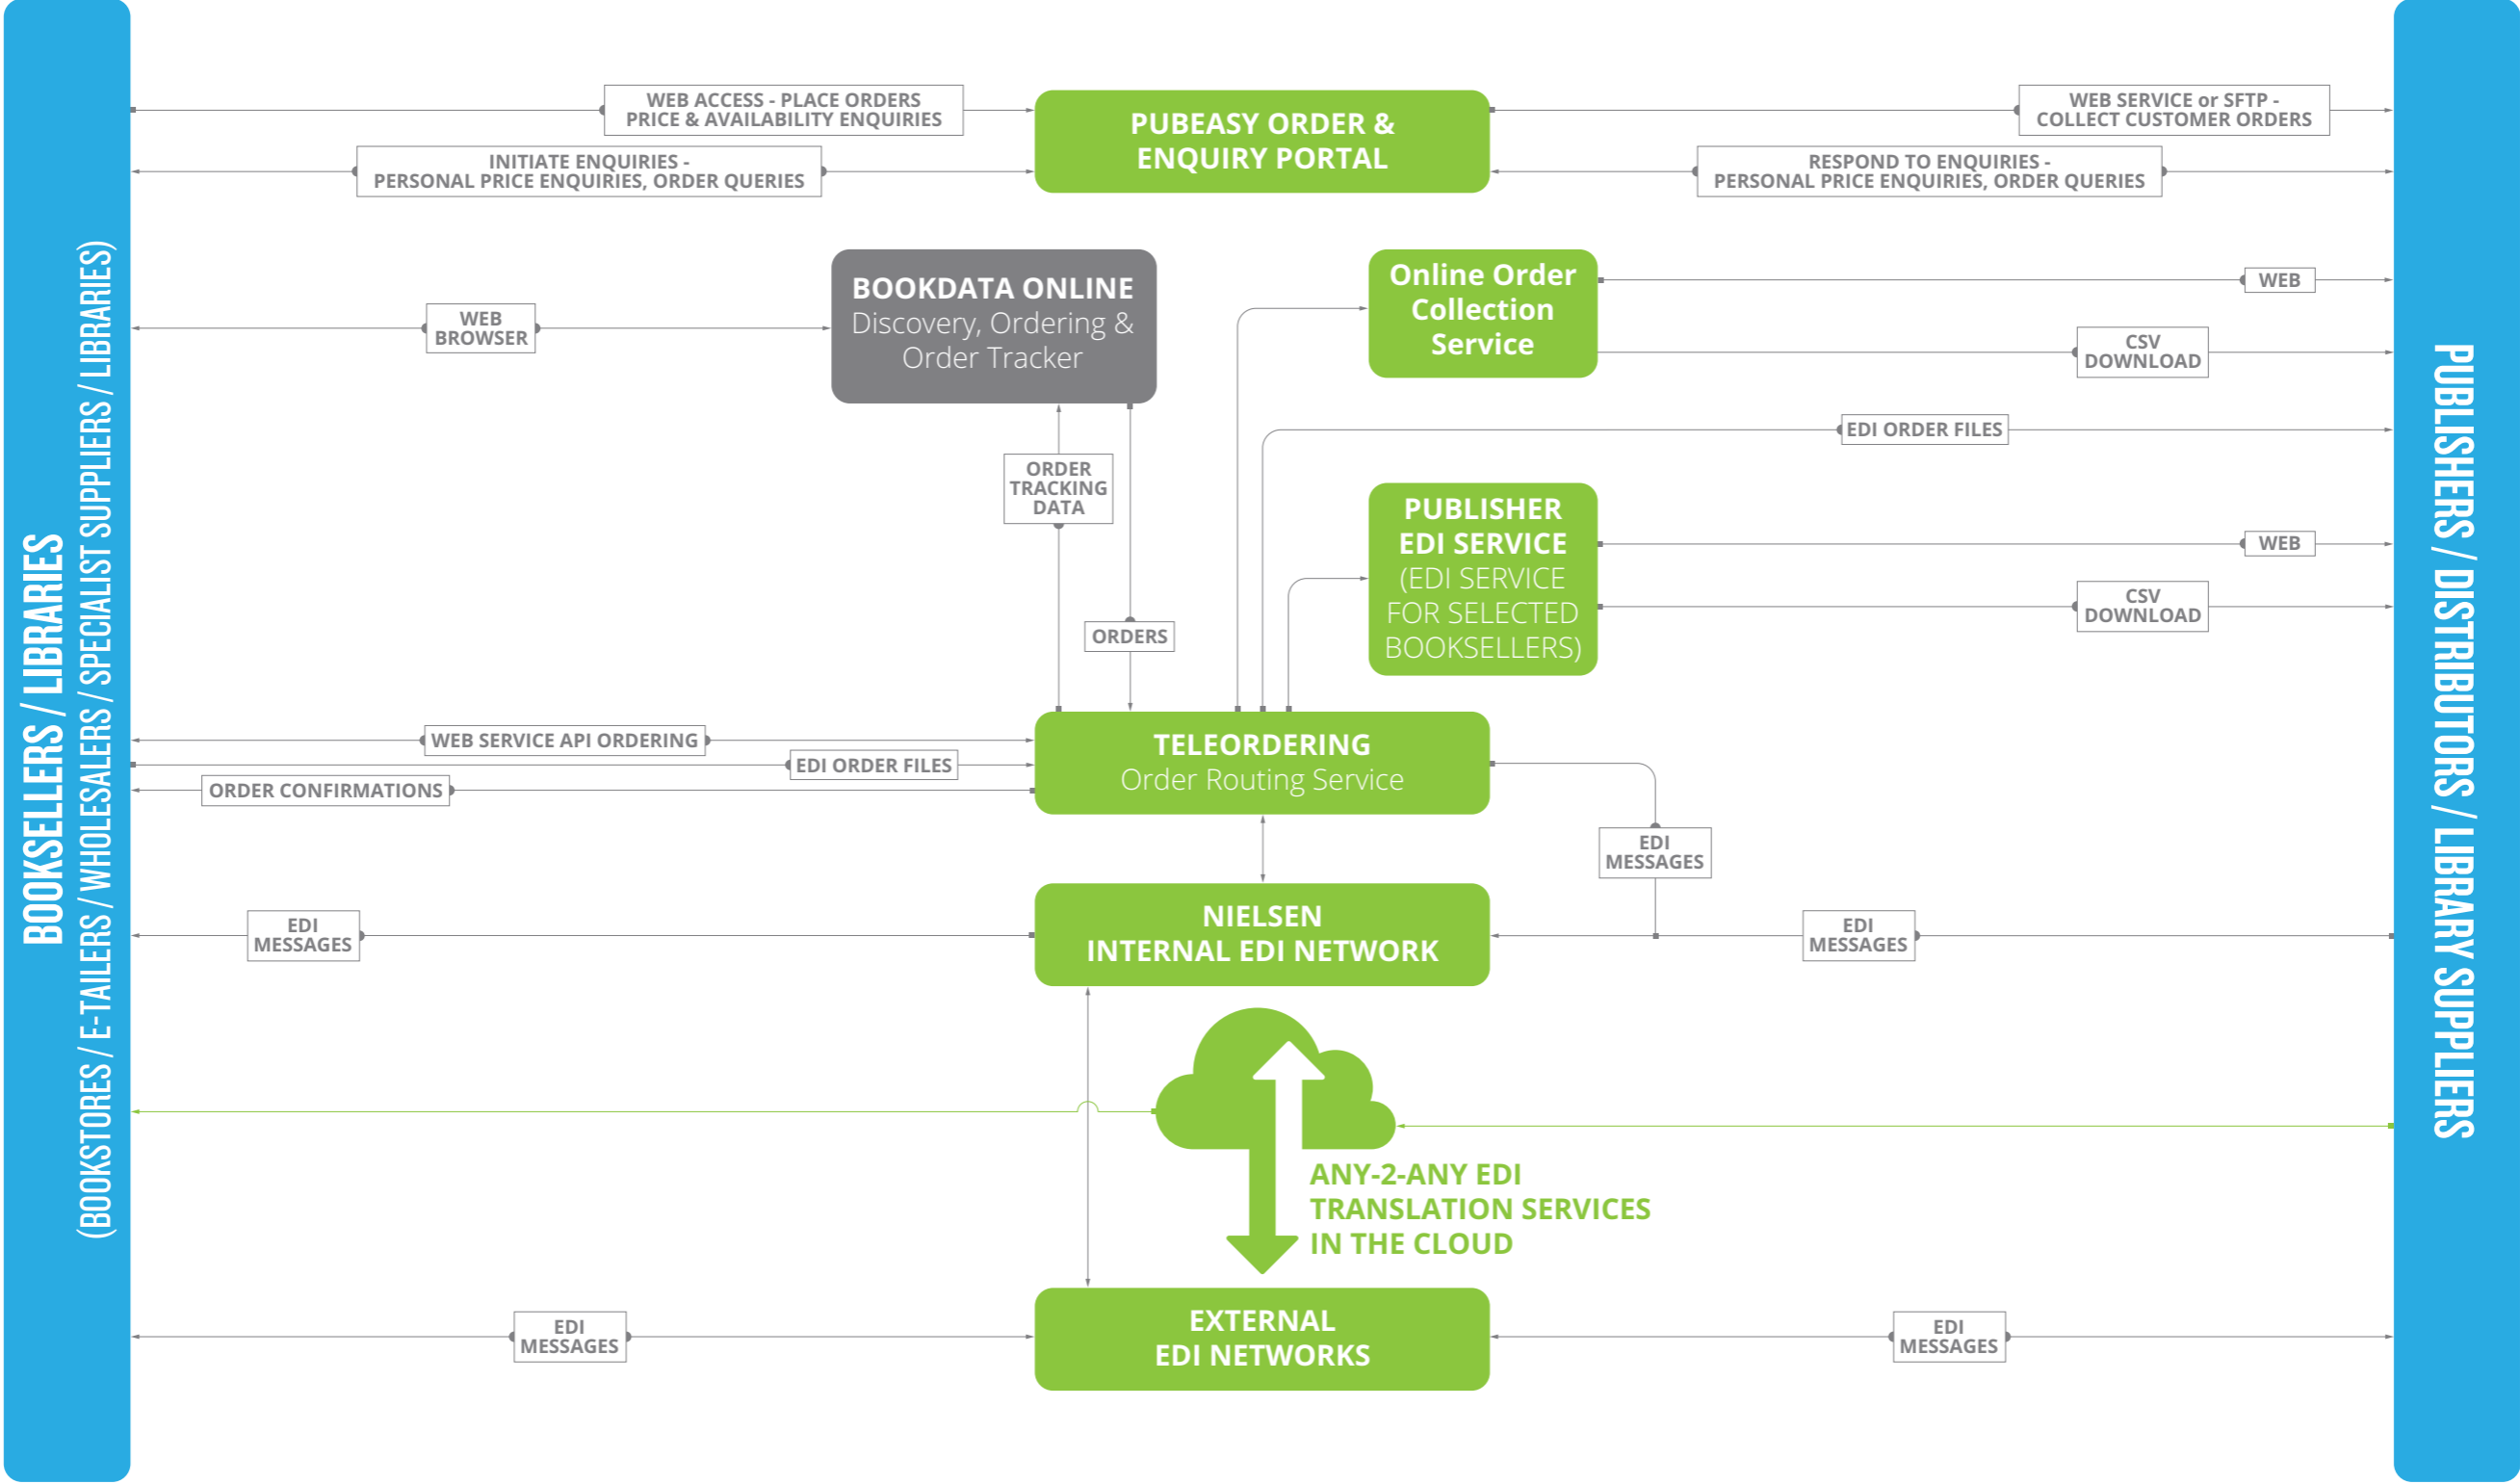 BOOKSELLERS / LIBRARIES
(BOOKSTORES / E-TAILERS / WHOLESALERS / SPECIALIST SUPPLIERS / LIBRARIES)
WEB ACCESS - PLACE ORDERS
PRICE & AVAILABILITY ENQUIRIES
INITIATE ENQUIRIES -
PERSONAL PRICE ENQUIRIES, ORDER QUERIES
PUBEASY ORDER &
ENQUIRY PORTAL
WEB SERVICE or SFTP -
COLLECT CUSTOMER ORDERS
RESPOND TO ENQUIRIES -
PERSONAL PRICE ENQUIRIES, ORDER QUERIES
WEB
BROWSER
BOOKDATA ONLINE
Discovery, Ordering &
Order Tracker
Online Order
Collection
Service
WEB
CSV
DOWNLOAD
EDI ORDER FILES
ORDER
TRACKING
DATA
ORDERS
PUBLISHER
EDI SERVICE
(EDI SERVICE
FOR SELECTED
BOOKSELLERS)
WEB
CSV
DOWNLOAD
WEB SERVICE API ORDERING
EDI ORDER FILES
ORDER CONFIRMATIONS
TELEORDERING
Order Routing Service
EDI
MESSAGES
EDI
MESSAGES
NIELSEN
INTERNAL EDI NETWORK
EDI
MESSAGES
ANY-2-ANY EDI
TRANSLATION SERVICES
IN THE CLOUD
EDI
MESSAGES
EXTERNAL
EDI NETWORKS
EDI
MESSAGES
PUBLISHERS / DISTRIBUTORS / LIBRARY SUPPLIERS